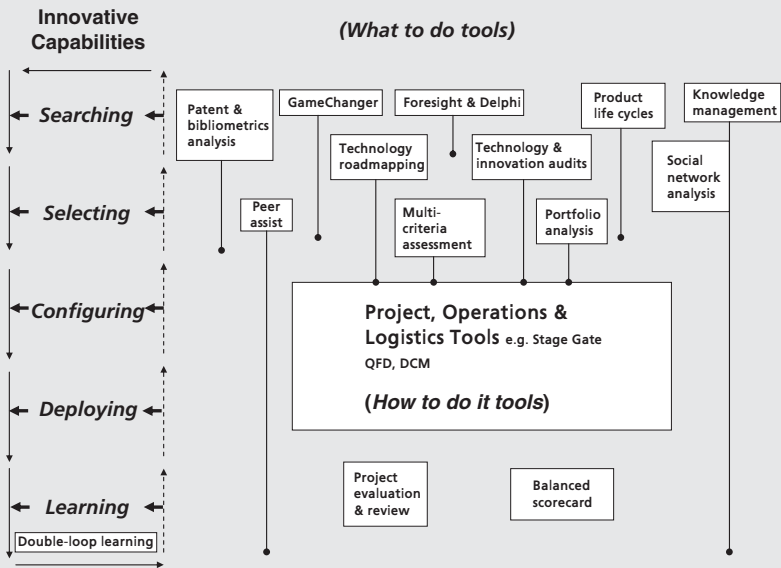 Innovative
Capabilities
(What to do tools)
Searching
Patent &
bibliometrics
analysis
GameChanger
Foresight & Delphi
Product
life cycles
Knowledge
management
Technology
roadmapping
Technology &
innovation audits
Social
network
analysis
Selecting
Peer
assist
Multi-
criteria
assessment
Portfolio
analysis
Configuring
Project, Operations &
Logistics Tools e.g. Stage Gate
QFD, DCM
(How to do it tools)
Deploying
Learning
Project
evaluation
& review
Balanced
scorecard
Double-loop learning